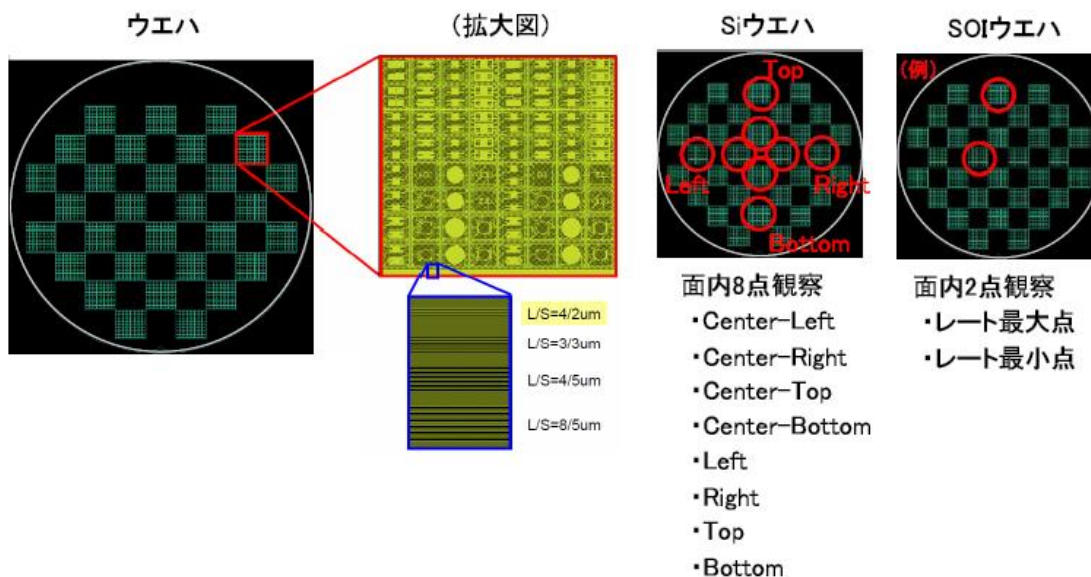 ウエハ
(拡大図)
L/S=4/2um
L/S=3/3um
L/S=4/5um
L/S=8/5um
Siウエハ
Top
Left
Right
Bottom
面内8点観察
・Center-Left
・Center-Right
・Center-Top
・Center-Bottom
・Left
・Right
・Top
・Bottom
SOIウエハ
(例)
面内2点観察
・レート最大点
・レート最小点